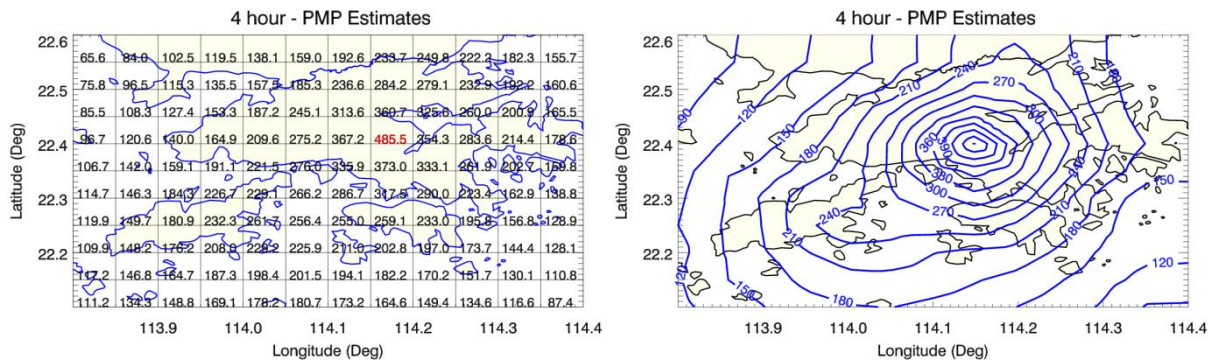 4 hour - PMP Estimates
22.6
65.6 84.0 102.5 119.5 138.1 159.0 192.6 233.7 249.8 222.2 182.3 155.7
75.8 96.5 115.3 135.5 157.5 185.3 236.6 284.2 279.1 232.9 192.2 160.6
22.5
85.5 108.3 127.4 153.3 187.2 245.1 313.6 360.7 325.6 260.0 200.9 165.5
22.4
96.7 120.6 140.0 164.9 209.6 275.2 367.2 485.5 354.3 283.6 214.4 178.6
106.7 142.0 159.1 191.7 221.5 276.0 335.9 373.0 333.1 261.9 202.7 159.8
22.3
114.7 146.3 184.3 226.7 229.1 266.2 286.7 317.5 290.0 223.4 162.9 138.8
119.9 149.7 180.9 232.3 261.7 256.4 255.0 259.1 233.0 195.8 156.8 128.9
22.2
109.9 148.2 176.2 225.9 211.0 202.8 197.0 173.7 144.4 128.1
117.2 146.8 164.7 187.3 198.4 201.5 194.1 182.2 170.2 151.7 130.1 110.8
111.2 134.3 148.8 169.1 178.2 180.7 173.2 164.6 149.4 134.6 116.6 87.4
113.9 114.0 114.1 114.2 114.3 114.4
Longitude (Deg)
Latitude (Deg)
4 hour - PMP Estimates
22.6
22.5
22.4
22.3
22.2
90 120 150 180 210 240 270 300 330 360 390
240 270 210 180
240 210 150
240 270 300 330
210 210
120 150 180 180 150 120
113.9 114.0 114.1 114.2 114.3 114.4
Longitude (Deg)
Latitude (Deg)